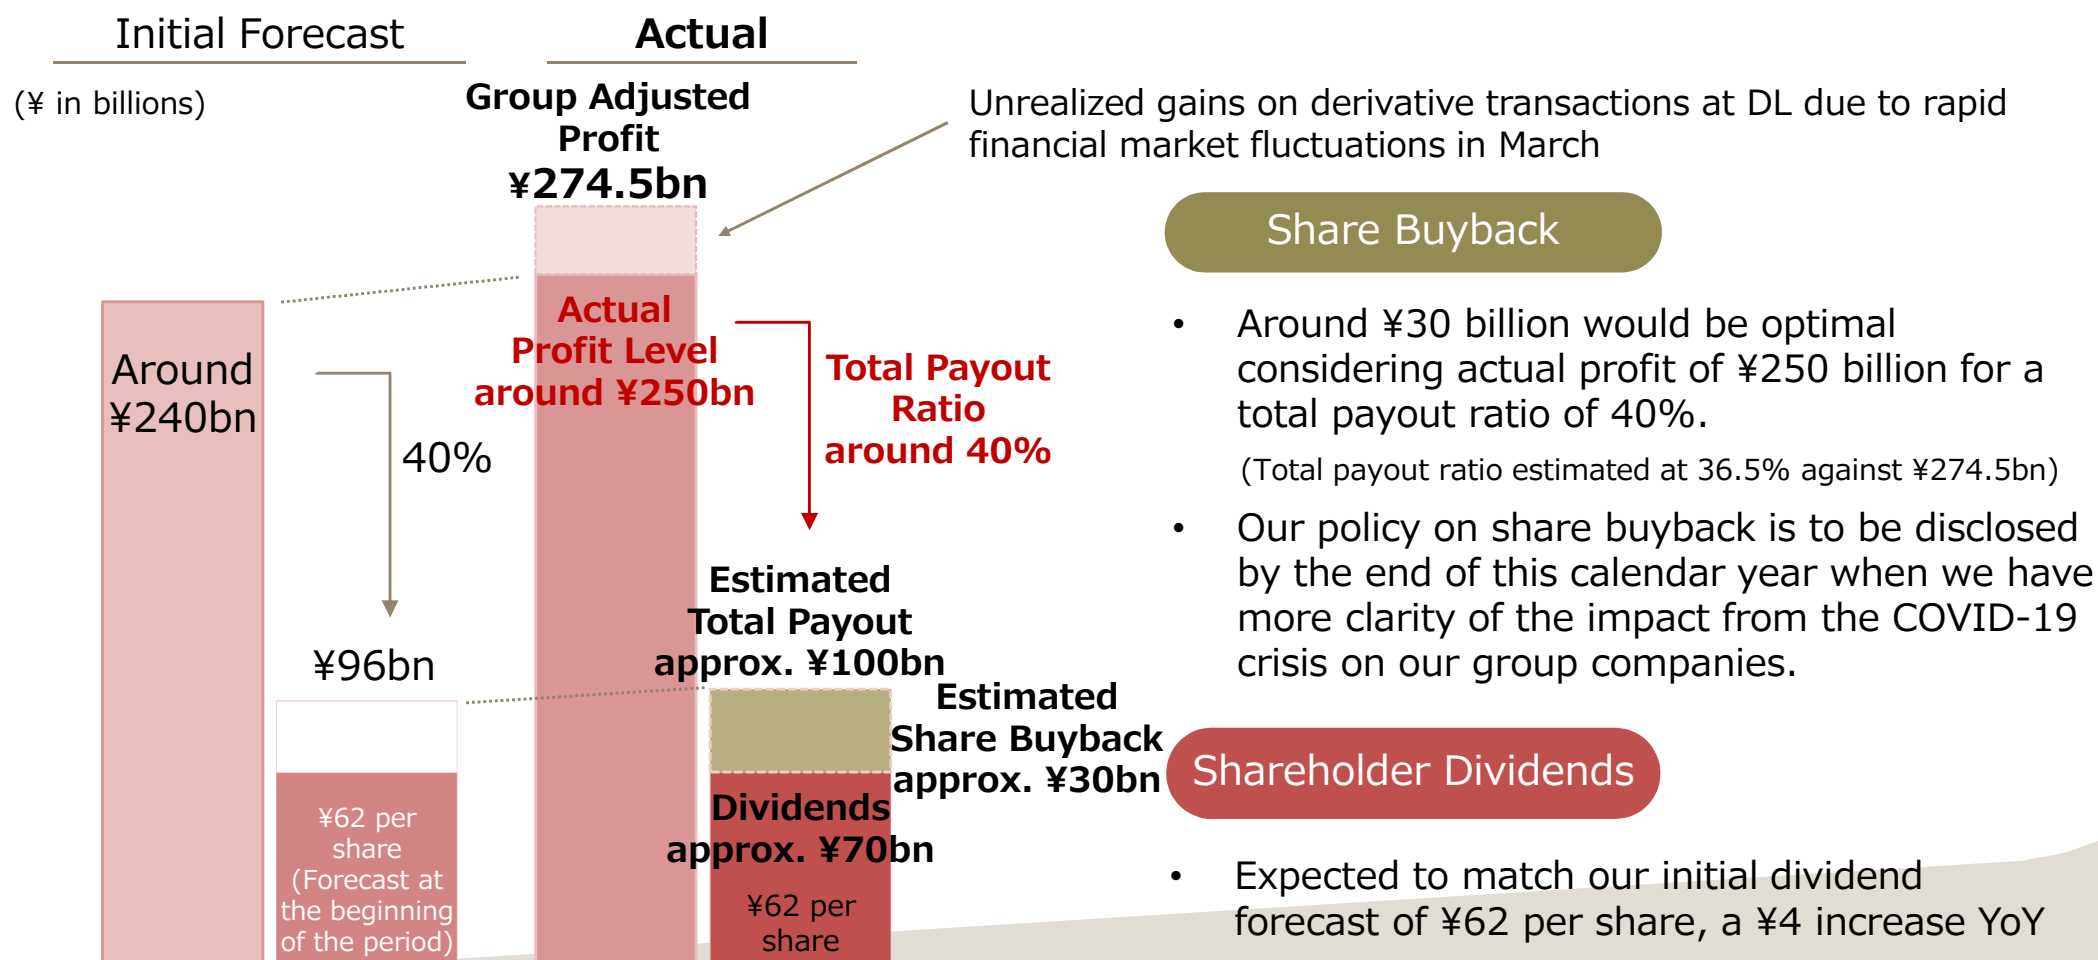 Initial Forecast
Actual
(¥ in billions)
Group Adjusted
Profit
¥274.5bn
Unrealized gains on derivative transactions at DL due to rapid
financial market fluctuations in March
Around
¥240bn
40%
¥96bn
¥62 per
share
(Forecast at
the beginning
of the period)
Actual
Profit Level
around ¥250bn
Total Payout
Ratio
around 40%
Estimated
Total Payout
approx. ¥100bn
Estimated
Share Buyback
approx. ¥30bn
Dividends
approx. ¥70bn
¥62 per
share
Share Buyback
• Around ¥30 billion would be optimal
considering actual profit of ¥250 billion for a
total payout ratio of 40%.
(Total payout ratio estimated at 36.5% against ¥274.5bn)
• Our policy on share buyback is to be disclosed
by the end of this calendar year when we have
more clarity of the impact from the COVID-19
crisis on our group companies.
Shareholder Dividends
• Expected to match our initial dividend
forecast of ¥62 per share, a ¥4 increase YoY